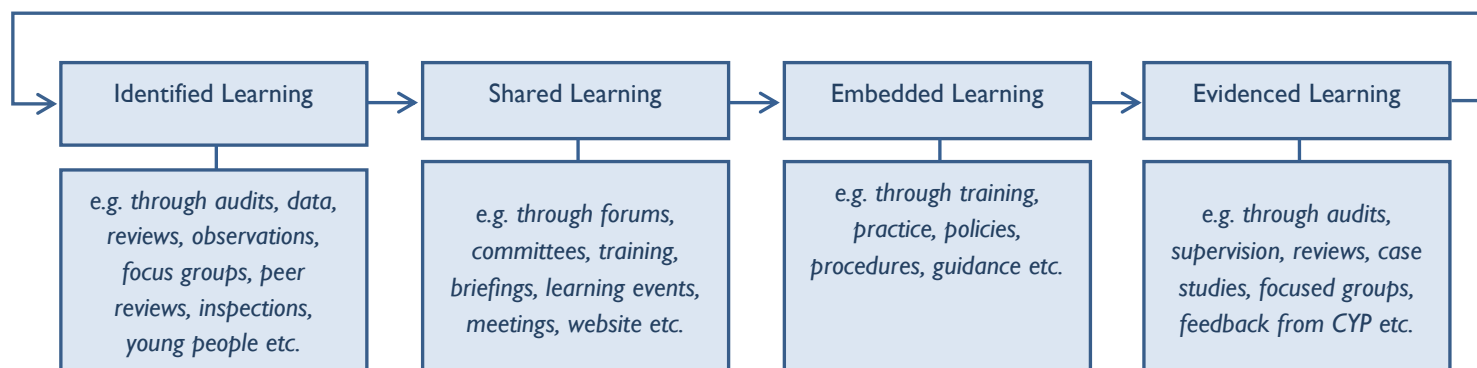 Identified Learning
Shared Learning
Embedded Learning
Evidenced Learning
e.g. through audits, data,
reviews, observations,
focus groups, peer
reviews, inspections,
young people etc.
e.g. through forums,
committees, training,
briefings, learning events,
meetings, website etc.
e.g. through training,
practice, policies,
procedures, guidance etc.
e.g. through audits,
supervision, reviews, case
studies, focused groups,
feedback from CYP etc.